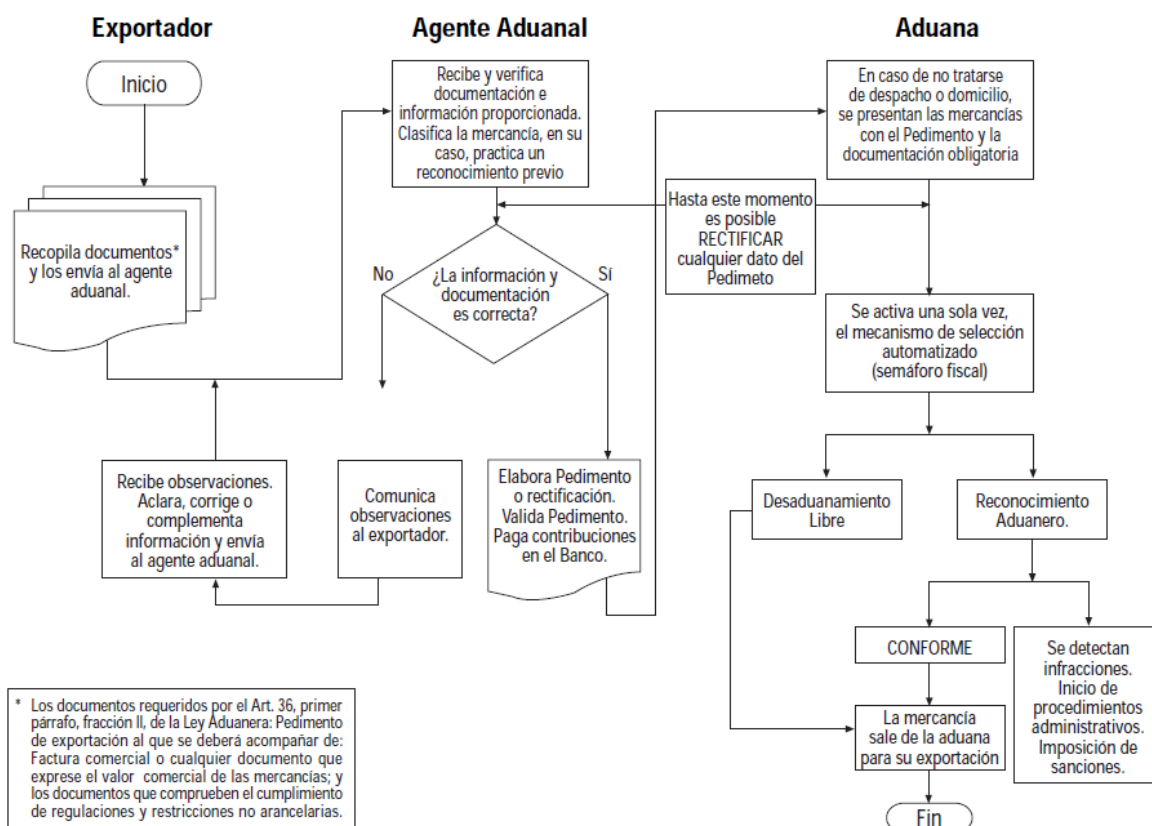 Exportador
Inicio
Recopila documentos*
y los envía al agente
aduanal.
Recibe observaciones.
Aclara, corrige o
complementa
información y envía
al agente aduanal.
* Los documentos requeridos por el Art. 36, primer
párrafo, fracción II, de la Ley Aduanera: Pedimento
de exportación al que se deberá acompañar de:
Factura comercial o cualquier documento que
exprese el valor comercial de las mercancías; y
los documentos que comprueben el cumplimiento
de regulaciones y restricciones no arancelarias.
Agente Aduanal
Recibe y verifica
documentación e
información proporcionada.
Clasifica la mercancía, en su
caso, practica un
reconocimiento previo
No
¿La información y
documentación
es correcta?
Sí
Comunica
observaciones
al exportador.
Elabora Pedimento
o rectificación.
Valida Pedimento.
Paga contribuciones
en el Banco.
Hasta este momento
es posible
RECTIFICAR
cualquier dato del
Pedimeto
Aduana
En caso de no tratarse
de despacho o domicilio,
se presentan las mercancías
con el Pedimento y la
documentación obligatoria
Se activa una sola vez,
el mecanismo de selección
automatizado
(semáforo fiscal)
Desaduanamiento
Libre
Reconocimiento
Aduanero.
CONFORME
Se detectan
infracciones.
Inicio de
procedimientos
administrativos.
Imposición de
sanciones.
La mercancía
sale de la aduana
para su exportación
Fin